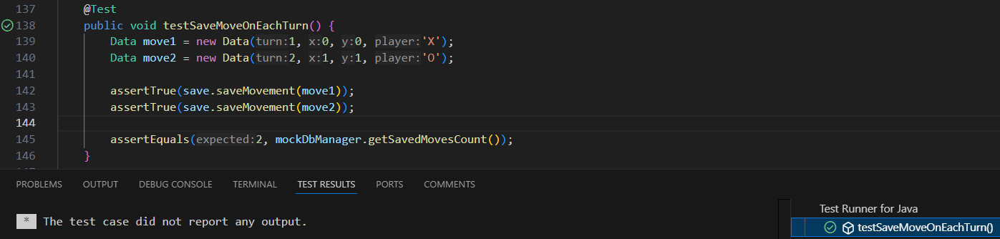 137 @Test
138 public void testSaveMoveOnEachTurn() {
139 Data move1 = new Data(turn:1, x:0, y:0, player:'X');
140 Data move2 = new Data(turn:2, x:1, y:1, player:'O');
141
142 assertTrue(save.saveMovement(move1));
143 assertTrue(save.saveMovement(move2));
144
145 assertEquals(expected:2, mockDbManager.getSavedMovesCount());
146 }
PROBLEMS OUTPUT DEBUG CONSOLE TERMINAL TEST RESULTS PORTS COMMENTS
* The test case did not report any output.
Test Runner for Java
testSaveMoveOnEachTurn()